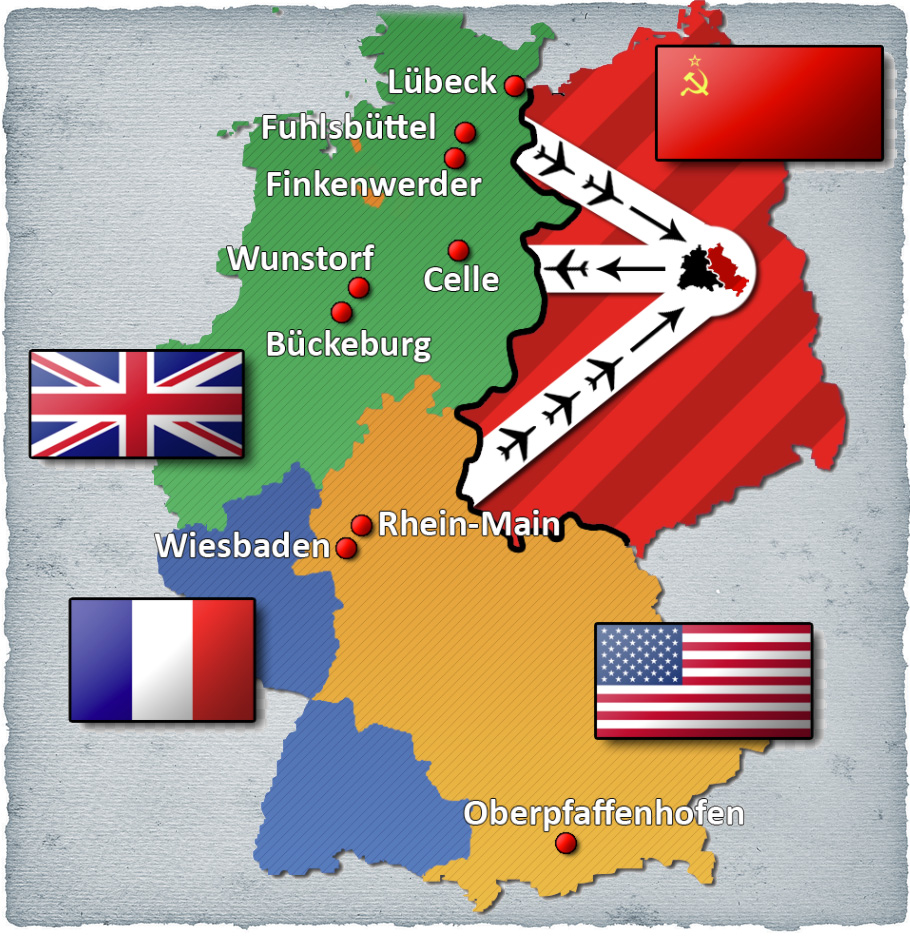 Lübeck
Fuhlsbüttel
Finkenwerder
Wunstorf
Celle
Bückeburg
Rhein-Main
Wiesbaden
Oberpfaffenhofen